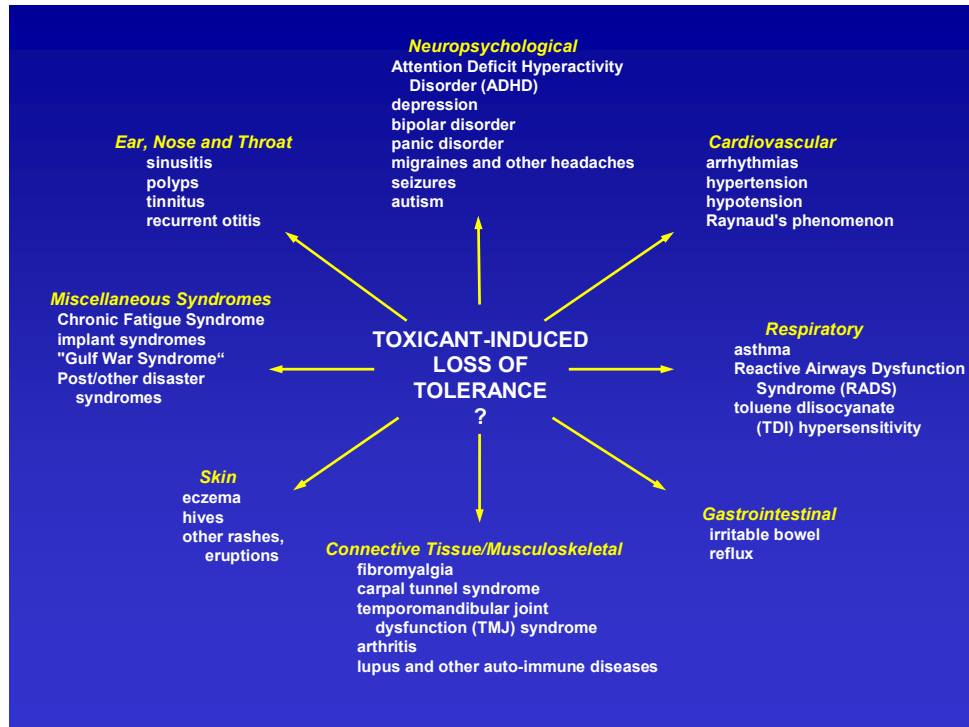 Neuropsychological
Attention Deficit Hyperactivity
Disorder (ADHD)
depression
bipolar disorder
panic disorder
migraines and other headaches
seizures
autism
Ear, Nose and Throat
sinusitis
polyps
tinnitus
recurrent otitis
Cardiovascular
arrhythmias
hypertension
hypotension
Raynaud's phenomenon
Miscellaneous Syndromes
Chronic Fatigue Syndrome
implant syndromes
"Gulf War Syndrome“
Post/other disaster
syndromes
TOXICANT-INDUCED
LOSS OF
TOLERANCE
?
Respiratory
asthma
Reactive Airways Dysfunction
Syndrome (RADS)
toluene dIisocyanate
(TDI) hypersensitivity
Skin
eczema
hives
other rashes,
eruptions
Connective Tissue/Musculoskeletal
fibromyalgia
carpal tunnel syndrome
temporomandibular joint
dysfunction (TMJ) syndrome
arthritis
lupus and other auto-immune diseases
Gastrointestinal
irritable bowel
reflux